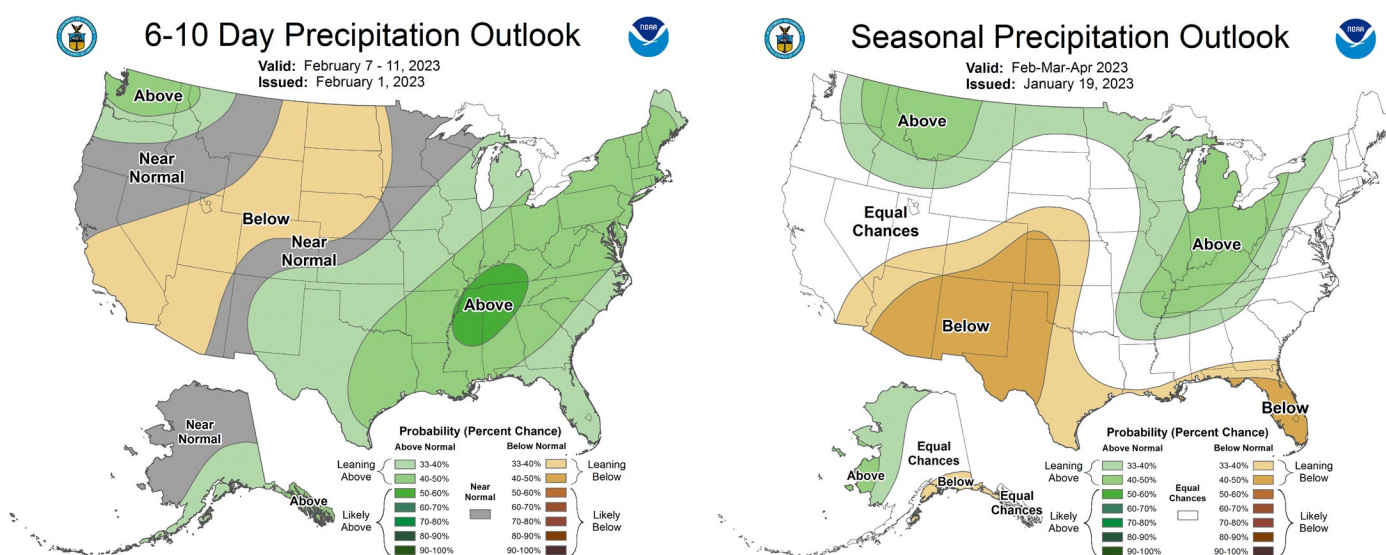 6-10 Day Precipitation Outlook
NOAA
Valid: February 7 - 11, 2023
Issued: February 1, 2023
Above
Near
Normal
Below
Near
Normal
Above
Near
Normal
Above
Probability (Percent Chance)
Above Normal
Below Normal
Leaning
Above
Likely
Above
33-40%
40-50%
50-60%
60-70%
70-80%
80-90%
90-100%
Near
Normal
33-40%
40-50%
50-60%
60-70%
70-80%
80-90%
90-100%
Leaning
Below
Likely
Below
Seasonal Precipitation Outlook
NOAA
Valid: Feb-Mar-Apr 2023
Issued: January 19, 2023
Above
Equal
Chances
Above
Below
Below
Above
Equal
Chances
Below
Equal
Chances
Probability (Percent Chance)
Above Normal
Below Normal
Leaning
Above
Likely
Above
33-40%
40-50%
50-60%
60-70%
70-80%
80-90%
90-100%
Equal
Chances
33-40%
40-50%
50-60%
60-70%
70-80%
80-90%
90-100%
Leaning
Below
Likely
Below